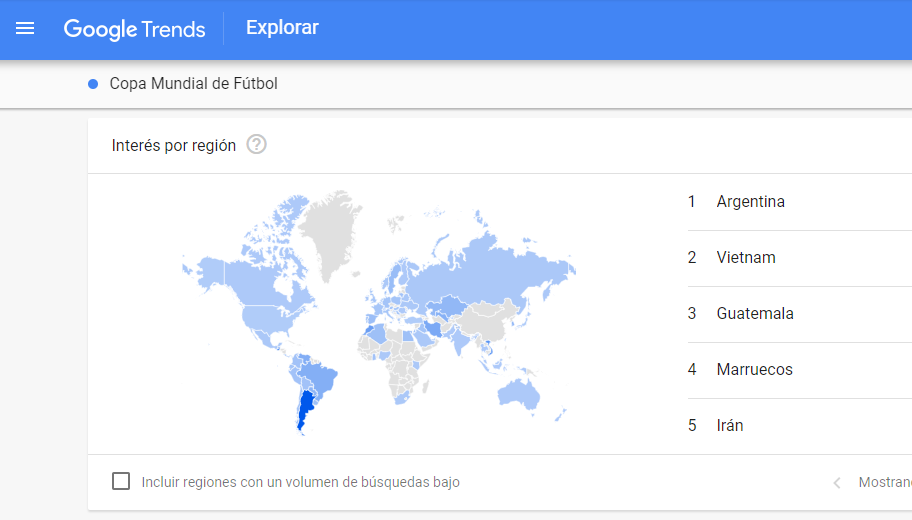 Google Trends
Explorar
Copa Mundial de Fútbol
Interés por región
1 Argentina
2 Vietnam
3 Guatemala
4 Marruecos
5 Irán
Incluir regiones con un volumen de búsquedas bajo
Mostran